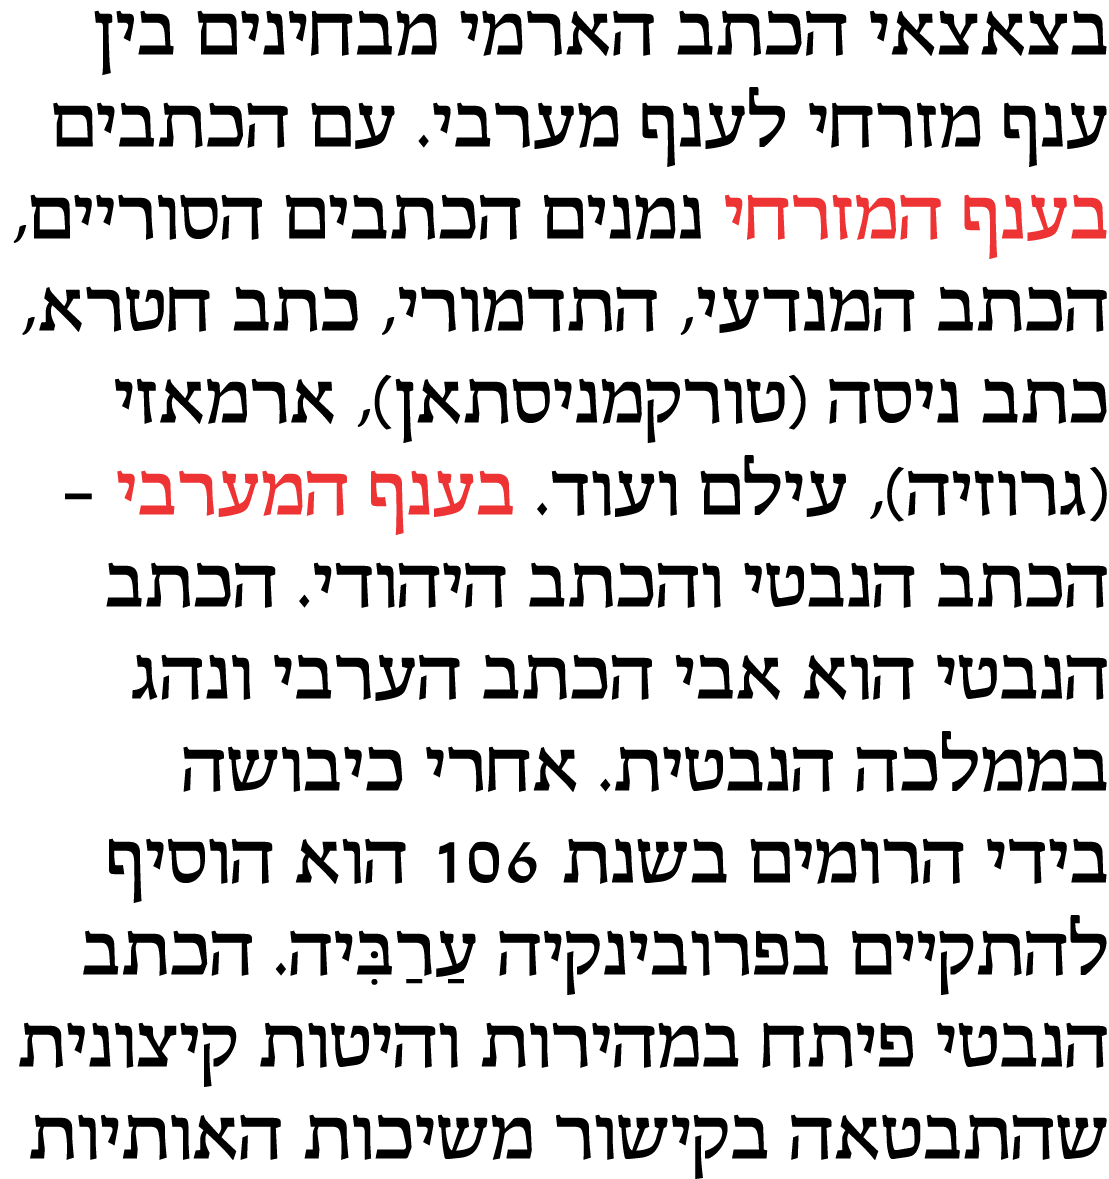 בצאצאי הכתב הארמי מבחינים בין
ענף מזרחי לענף מערבי. עם הכתבים
בענף המזרחי נמנים הכתבים הסוריים,
הכתב המנדעי, התדמורי, כתב חטרא,
כתב ניסה (טורקמניסתאן), ארמאזי
(גרוזיה), עילם ועוד. בענף המערבי –
הכתב הנבטי והכתב היהודי. הכתב
הנבטי הוא אבי הכתב הערבי ונהג
בממלכה הנבטית. אחרי כיבושה
בידי הרומים בשנת 106 הוא הוסיף
להתקיים בפרובינקיה עַרַבִּיה. הכתב
הנבטי פיתח במהירות והיטות קיצונית
שהתבטאה בקישור משיכות האותיות